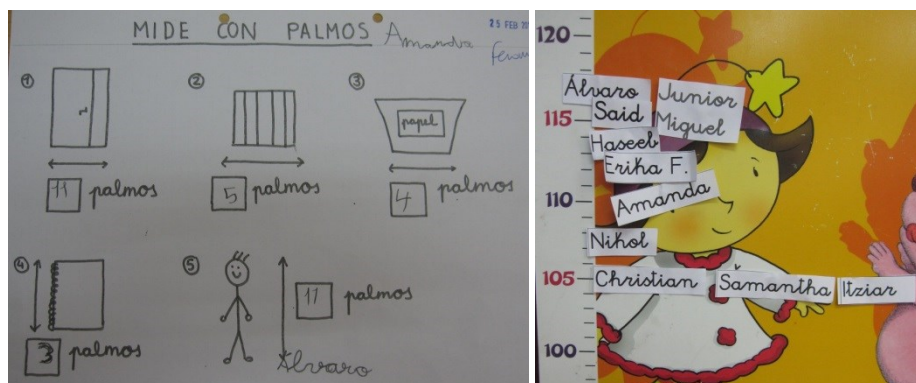 MIDE CON PALMOS Amanda
25 FEB
①
②
③
papel
11 palmos
5 palmos
4 palmos
④
⑤
3 palmos
11 palmos
Álvaro
120
Álvaro
Junior
Said
Miguel
115
Haseeb
Erika F.
Amanda
110
Nikol
105
Christian
Samantha
Itziar
100